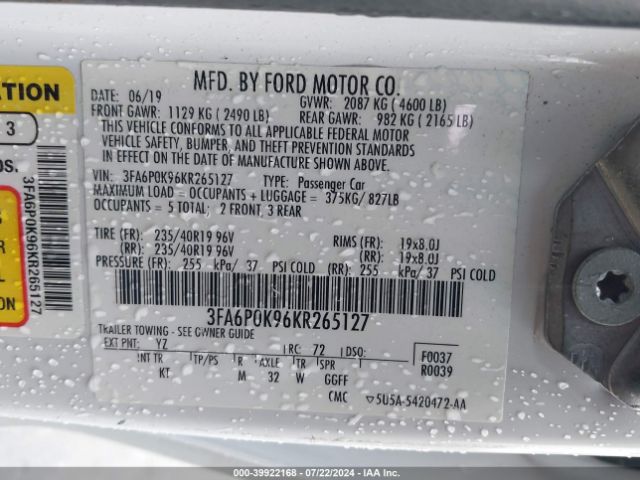 ATION
3
OS.
3FA6P0K96KR265127
MFD. BY FORD MOTOR CO.
DATE: 06/19 GVWR: 2087 KG ( 4600 LB)
FRONT GAWR: 1129 KG ( 2490 LB) REAR GAWR: 982 KG ( 2165 LB)
THIS VEHICLE CONFORMS TO ALL APPLICABLE FEDERAL MOTOR
VEHICLE SAFETY, BUMPER, AND THEFT PREVENTION STANDARDS
IN EFFECT ON THE DATE OF MANUFACTURE SHOWN ABOVE.
VIN: 3FA6P0K96KR265127 TYPE: Passenger Car
MAXIMUM LOAD = OCCUPANTS + LUGGAGE = 375KG/ 827LB
OCCUPANTS = 5 TOTAL; 2 FRONT, 3 REAR
TIRE (FR): 235/40R19 96V RIMS (FR): 19x8.0J
(RR): 235/40R19 96V (RR): 19x8.0J
PRESSURE (FR): 255 kPa/ 37 PSI COLD (RR): 255 kPa/ 37 PSI COLD
3FA6P0K96KR265127
TRAILER TOWING - SEE OWNER GUIDE
EXT PNT: YZ RC: 72 DSO: F0037
INT TR TP/PS R AXLE TR SPR R0039
KT M 32 W GGFF
CMC 5U5A-5420472-AA
R
L
ION
000-39922168 - 07/22/2024 - IAA Inc.